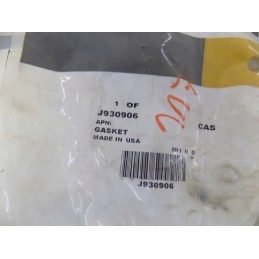 1 OF
J930906 CAS
APN:
GASKET
MADE IN USA
J930906